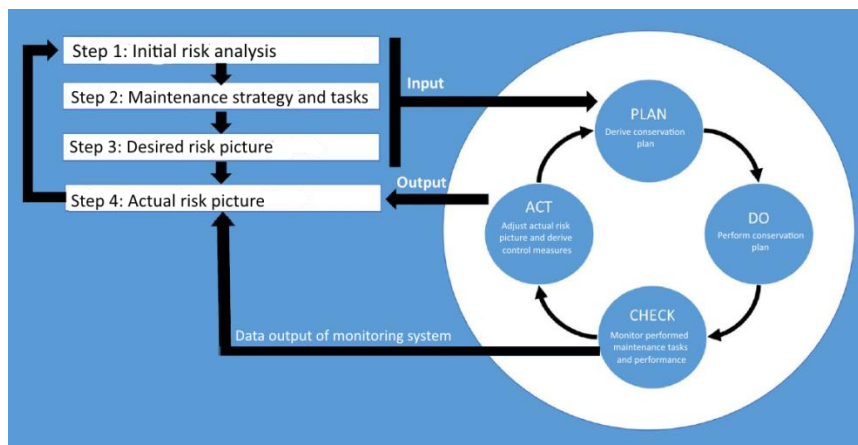 Step 1: Initial risk analysis
Step 2: Maintenance strategy and tasks
Step 3: Desired risk picture
Step 4: Actual risk picture
Input
Output
Data output of monitoring system
PLAN
Derive conservation
plan
DO
Perform conservation
plan
CHECK
Monitor performed
maintenance tasks
and performance
ACT
Adjust actual risk
picture and derive
control measures